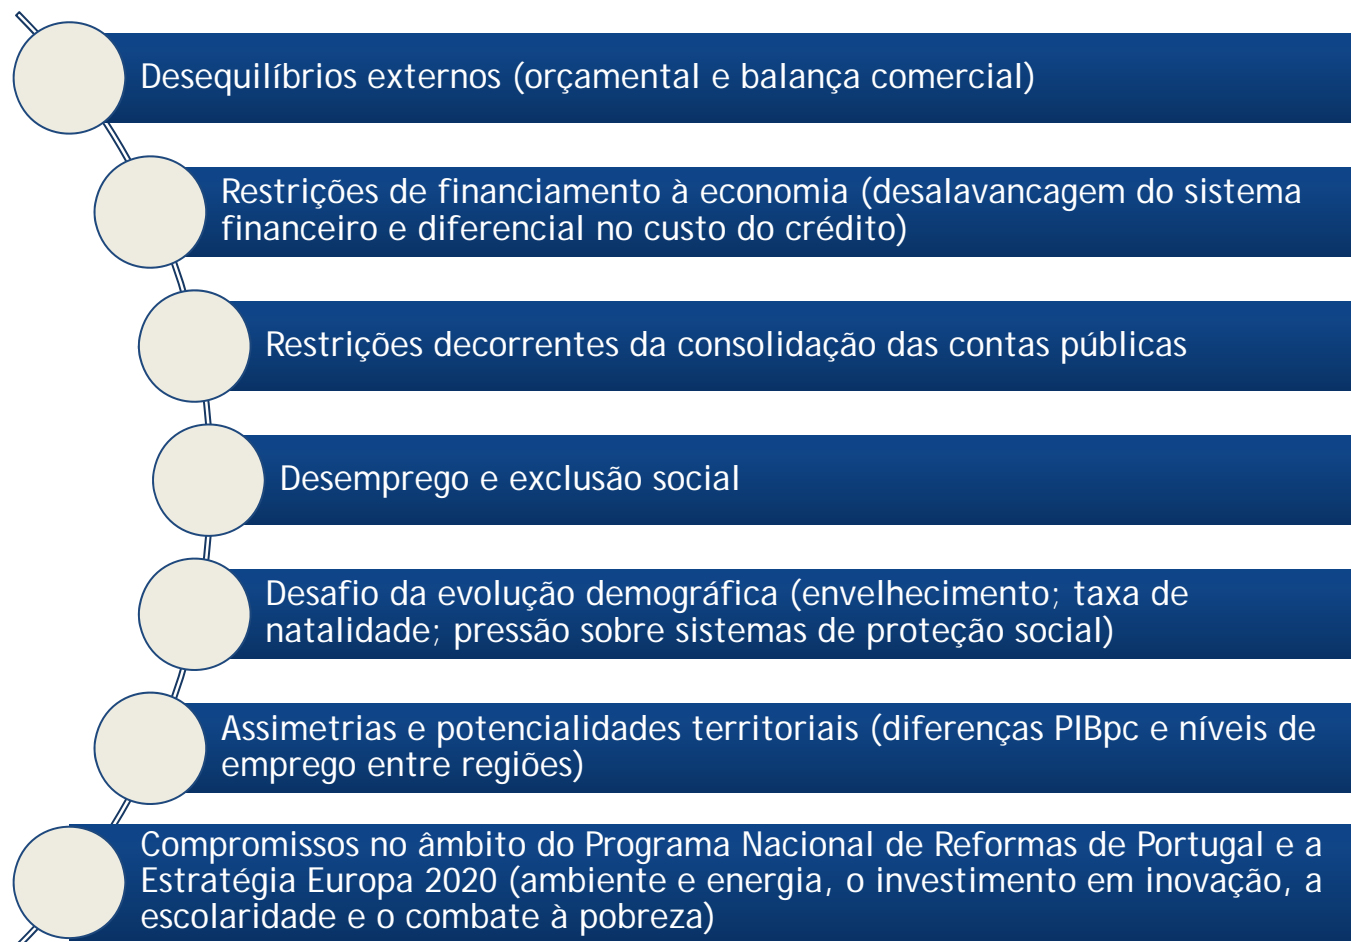 Desequilíbrios externos (orçamental e balança comercial)
Restrições de financiamento à economia (desalavancagem do sistema
financeiro e diferencial no custo do crédito)
Restrições decorrentes da consolidação das contas públicas
Desemprego e exclusão social
Desafio da evolução demográfica (envelhecimento; taxa de
natalidade; pressão sobre sistemas de proteção social)
Assimetrias e potencialidades territoriais (diferenças PIBpc e níveis de
emprego entre regiões)
Compromissos no âmbito do Programa Nacional de Reformas de Portugal e a
Estratégia Europa 2020 (ambiente e energia, o investimento em inovação, a
escolaridade e o combate à pobreza)